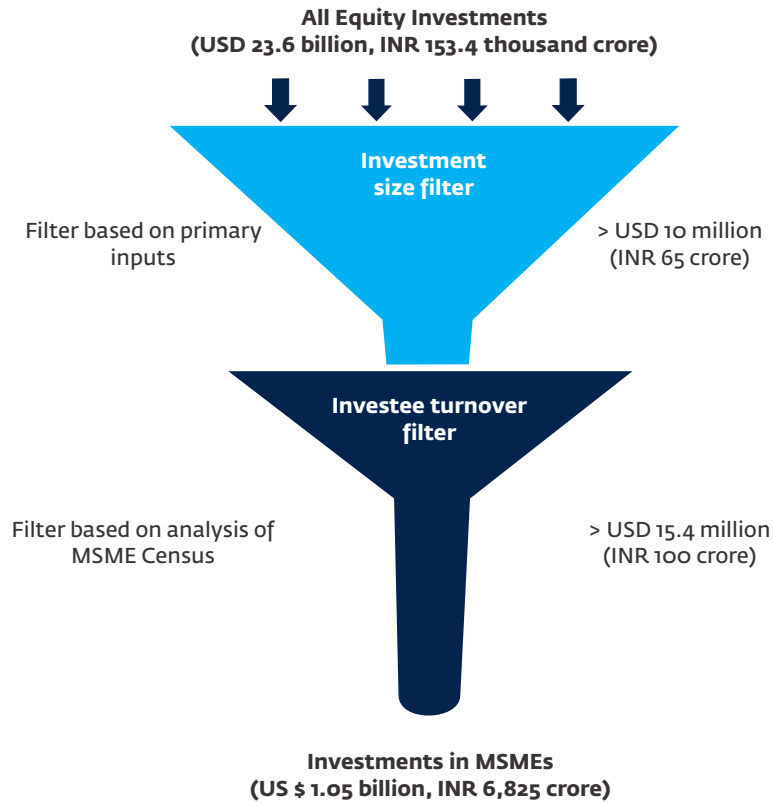 All Equity Investments
(USD 23.6 billion, INR 153.4 thousand crore)
Investment
size filter
Filter based on primary
inputs
> USD 10 million
(INR 65 crore)
Investee turnover
filter
Filter based on analysis of
MSME Census
> USD 15.4 million
(INR 100 crore)
Investments in MSMEs
(US $ 1.05 billion, INR 6,825 crore)